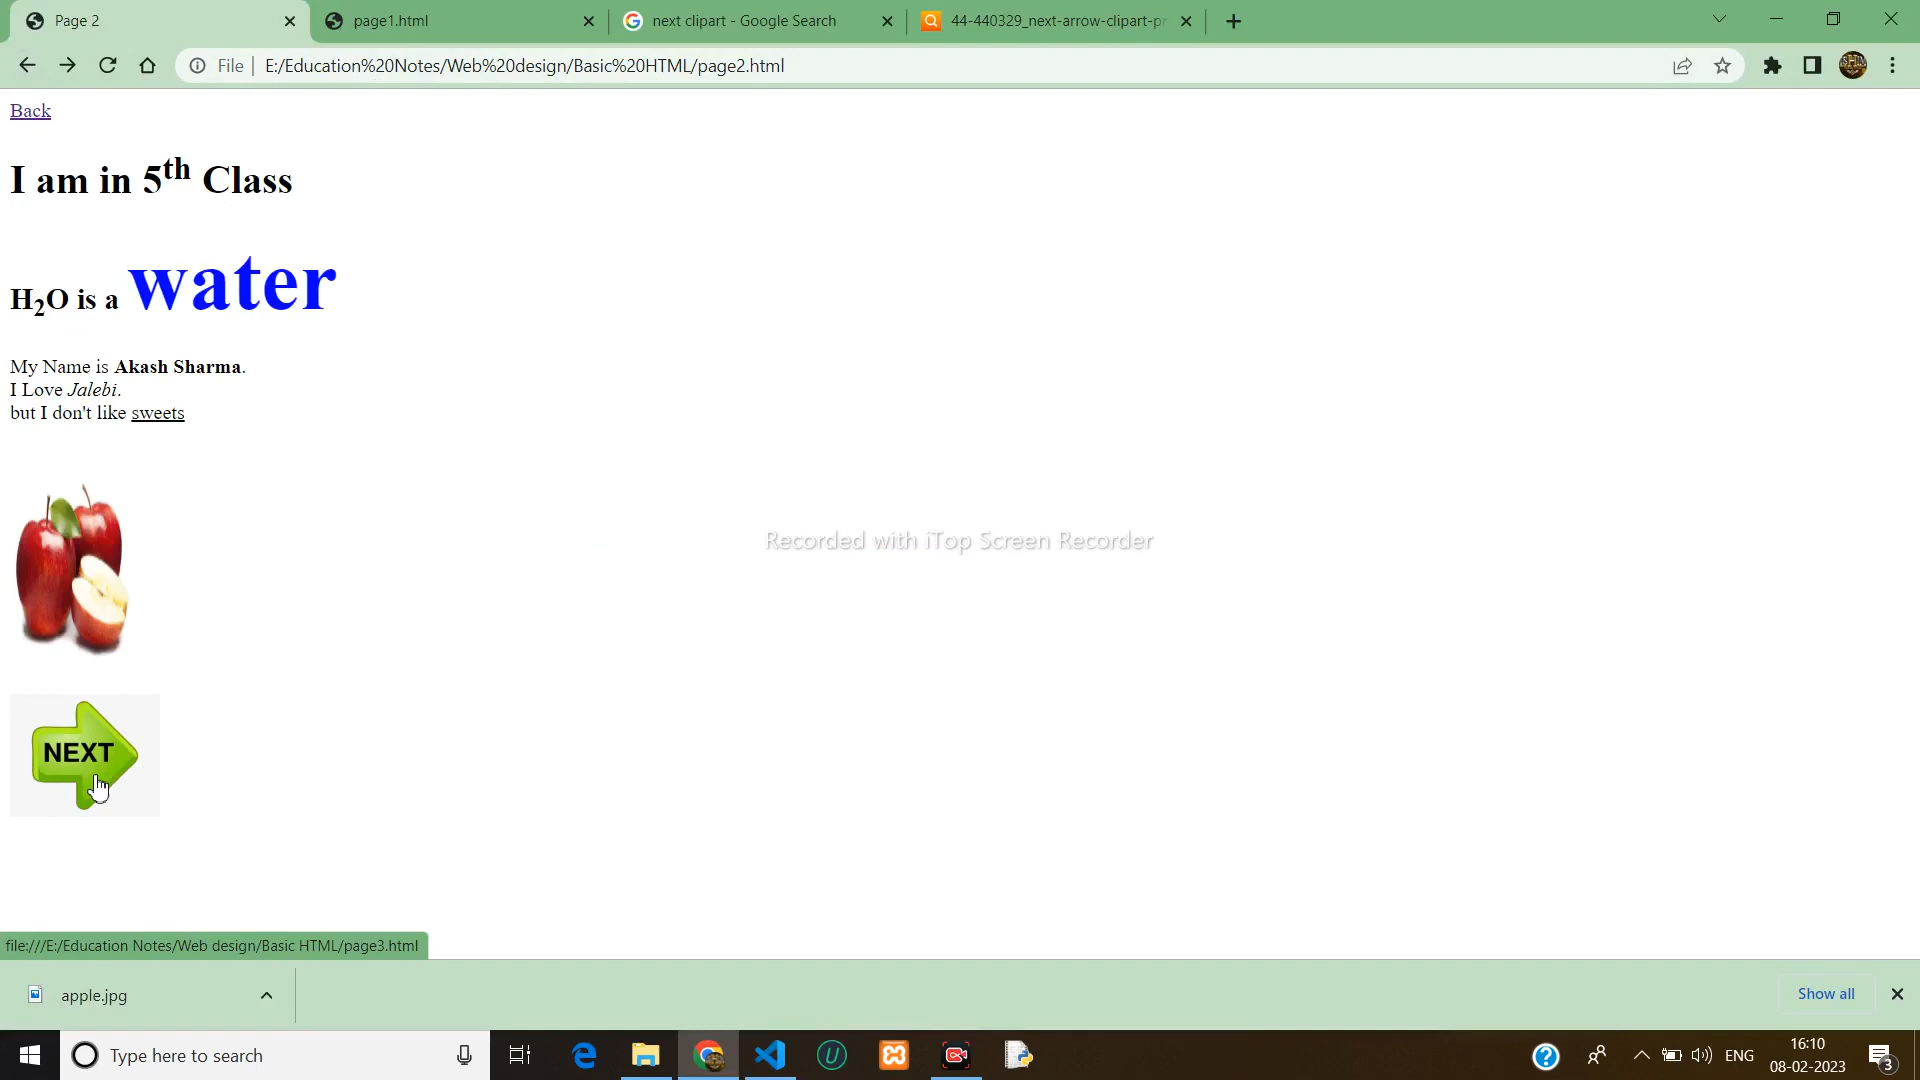 Page 2
page1.html
next clipart - Google Search
44-440329_next-arrow-clipart-pr
File
E:/Education%20Notes/Web%20design/Basic%20HTML/page2.html
Back
I am in 5th Class
H2O is a water
My Name is Akash Sharma.
I Love Jalebi.
but I don't like sweets
Recorded with iTop Screen Recorder
NEXT
file:///E:/Education Notes/Web design/Basic HTML/page3.html
apple.jpg
Show all
Type here to search
ENG
16:10
08-02-2023
3